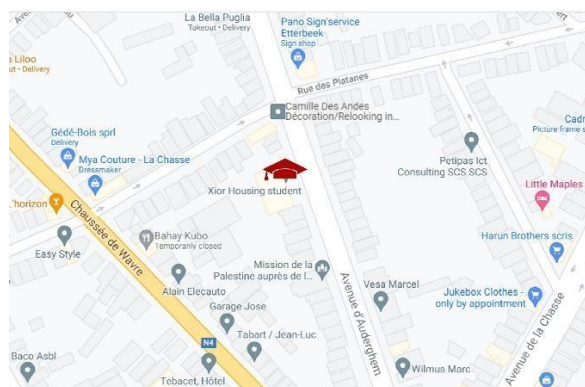 La Bella Puglia
Takeout • Delivery
Pano Sign'service
Etterbeek
Sign shop
Liloo
out • Delivery
Rue des Platanes
Camille Des Andes
Décoration/Relooking in...
Gédé-Bois sprl
Delivery
Mya Couture - La Chasse
Dressmaker
Cadr
Picture frame s
Petipas Ict
Consulting SCS SCS
Xior Housing student
Little Maples
L'horizon
Chaussée de Wavre
Bahay Kubo
Temporarily closed
Easy Style
Harun Brothers scris
Mission de la
Palestine auprès de l...
Alain Elecauto
Vesa Marcel
Avenue d'Auderghem
Jukebox Clothes -
only by appointment
Garage Jose
Avenue de la Chasse
Tabart / Jean-Luc
N4
Baco Asbl
Wilmus Marc
Tebacet, Hôtel